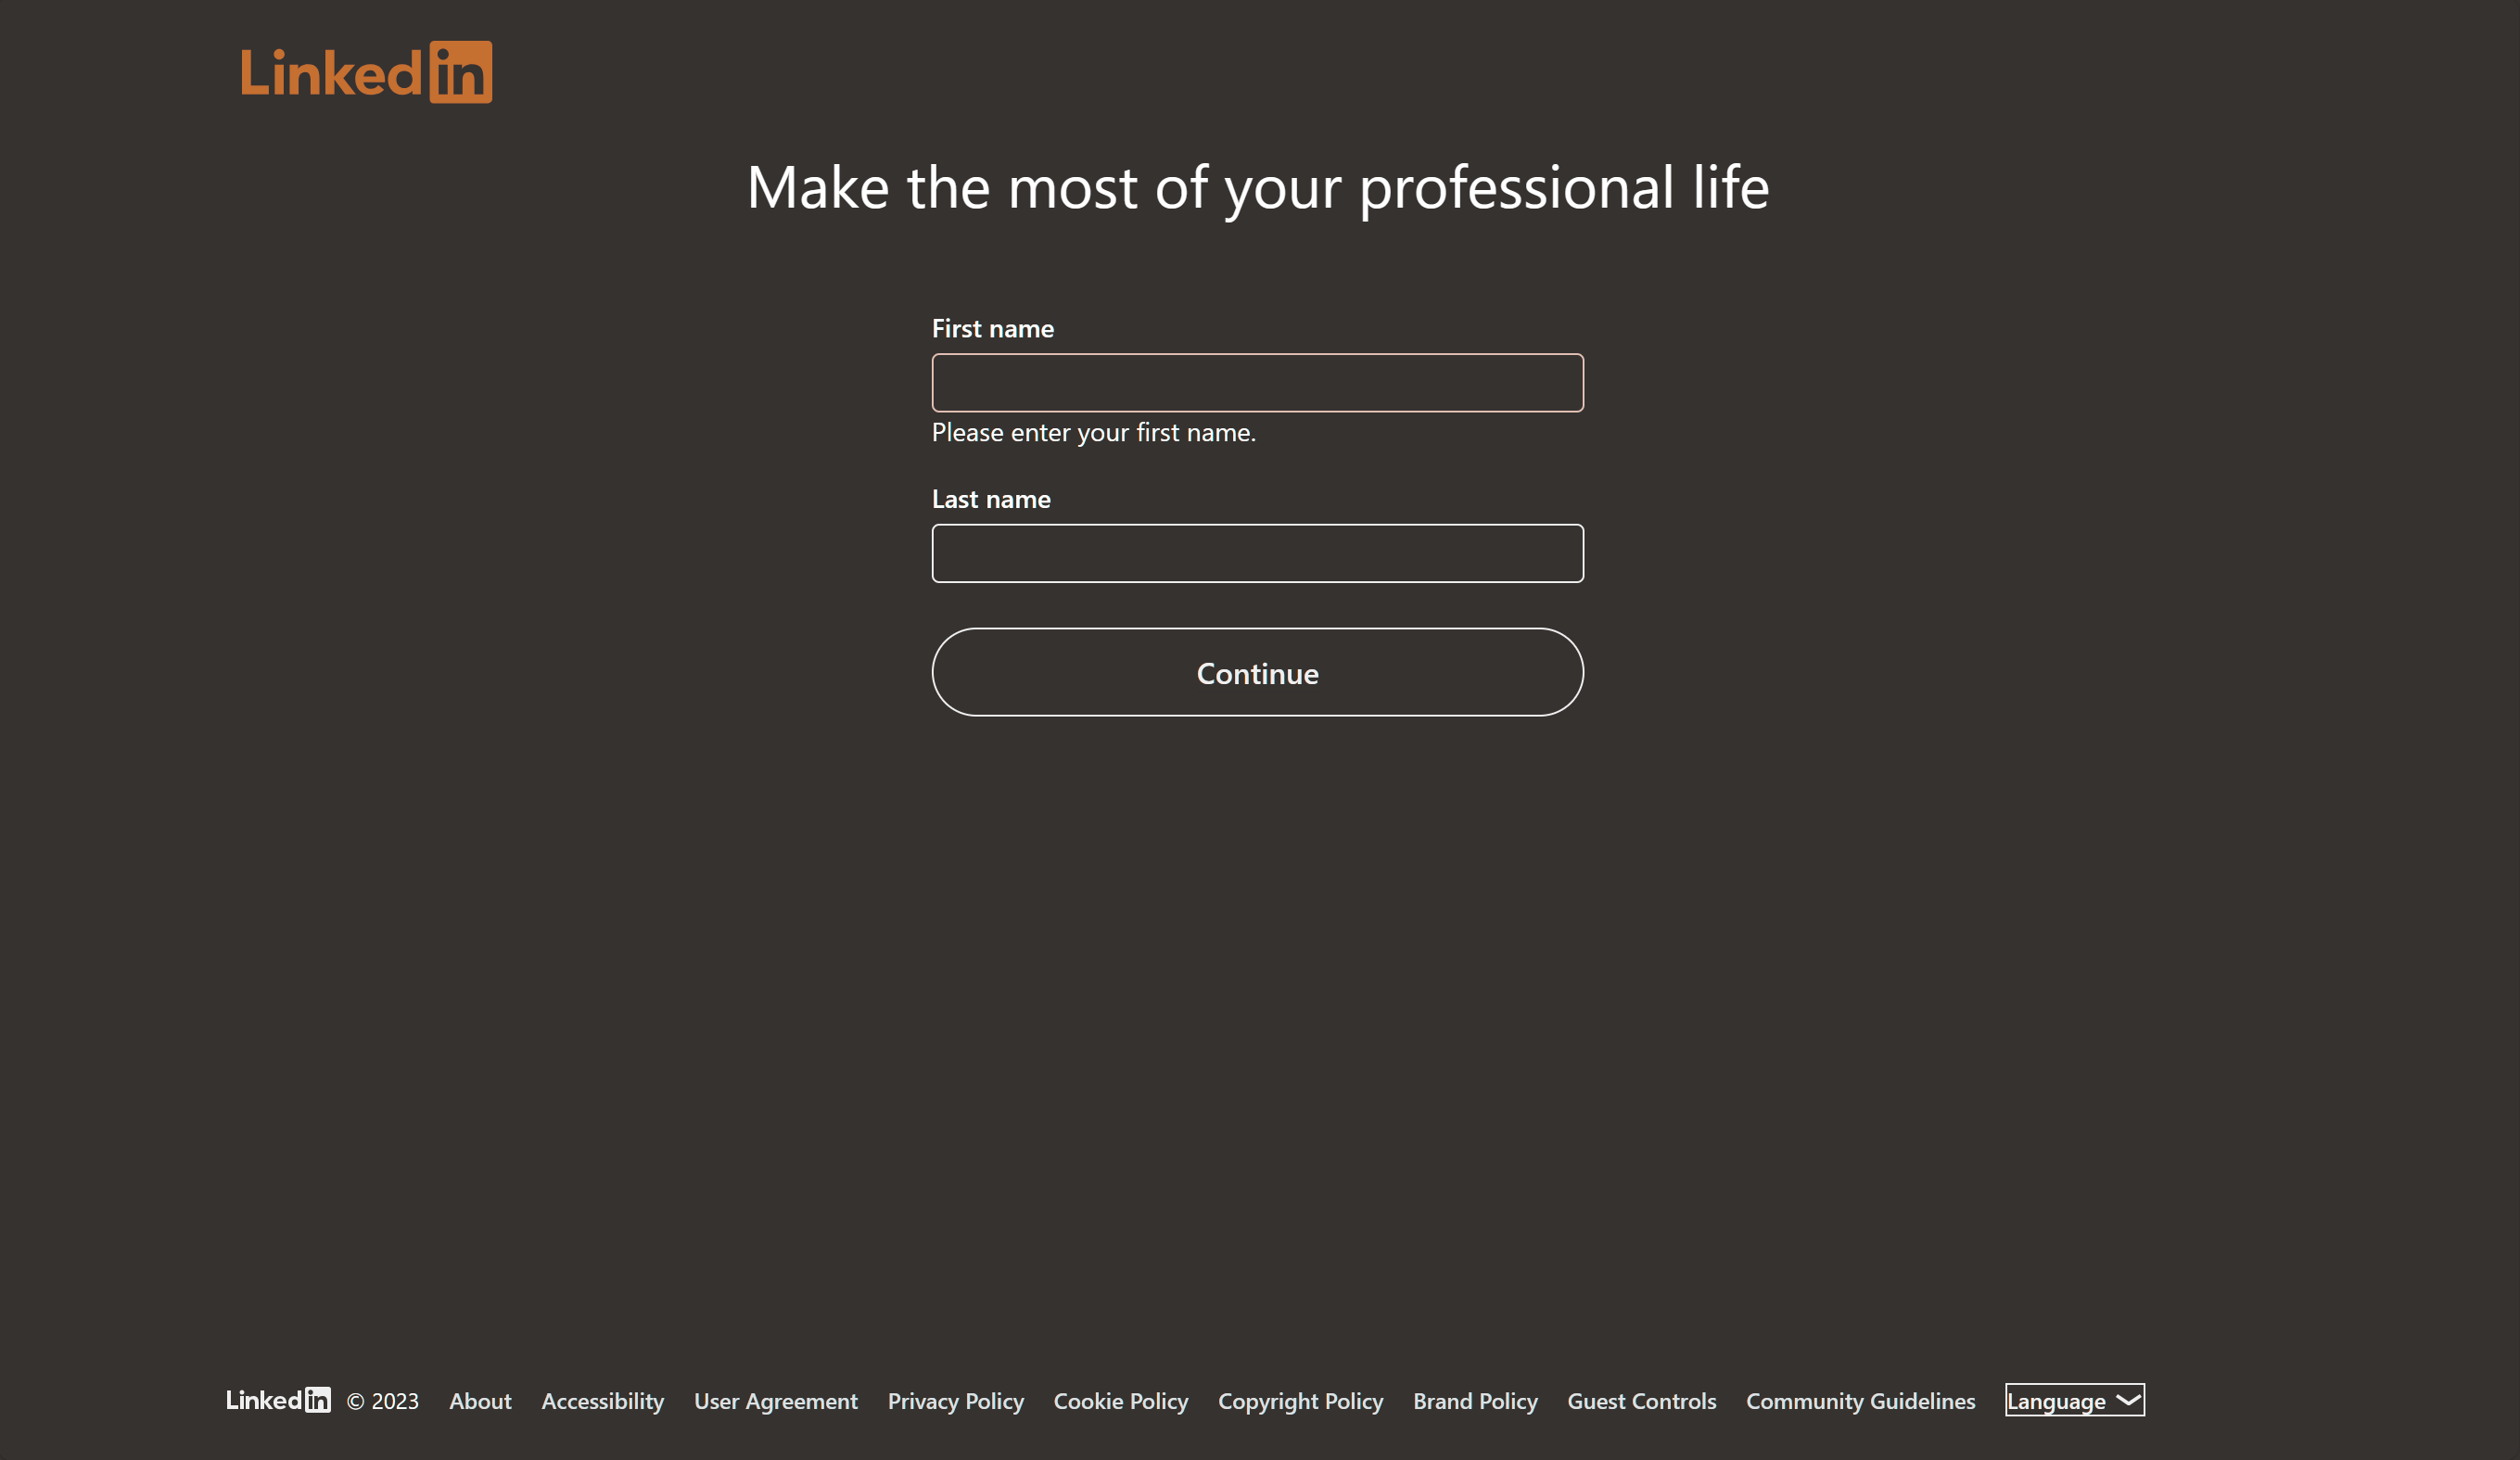 LinkedIn
Make the most of your professional life
First name
Please enter your first name.
Last name
Continue
LinkedIn © 2023 About Accessibility User Agreement Privacy Policy Cookie Policy Copyright Policy Brand Policy Guest Controls Community Guidelines Language